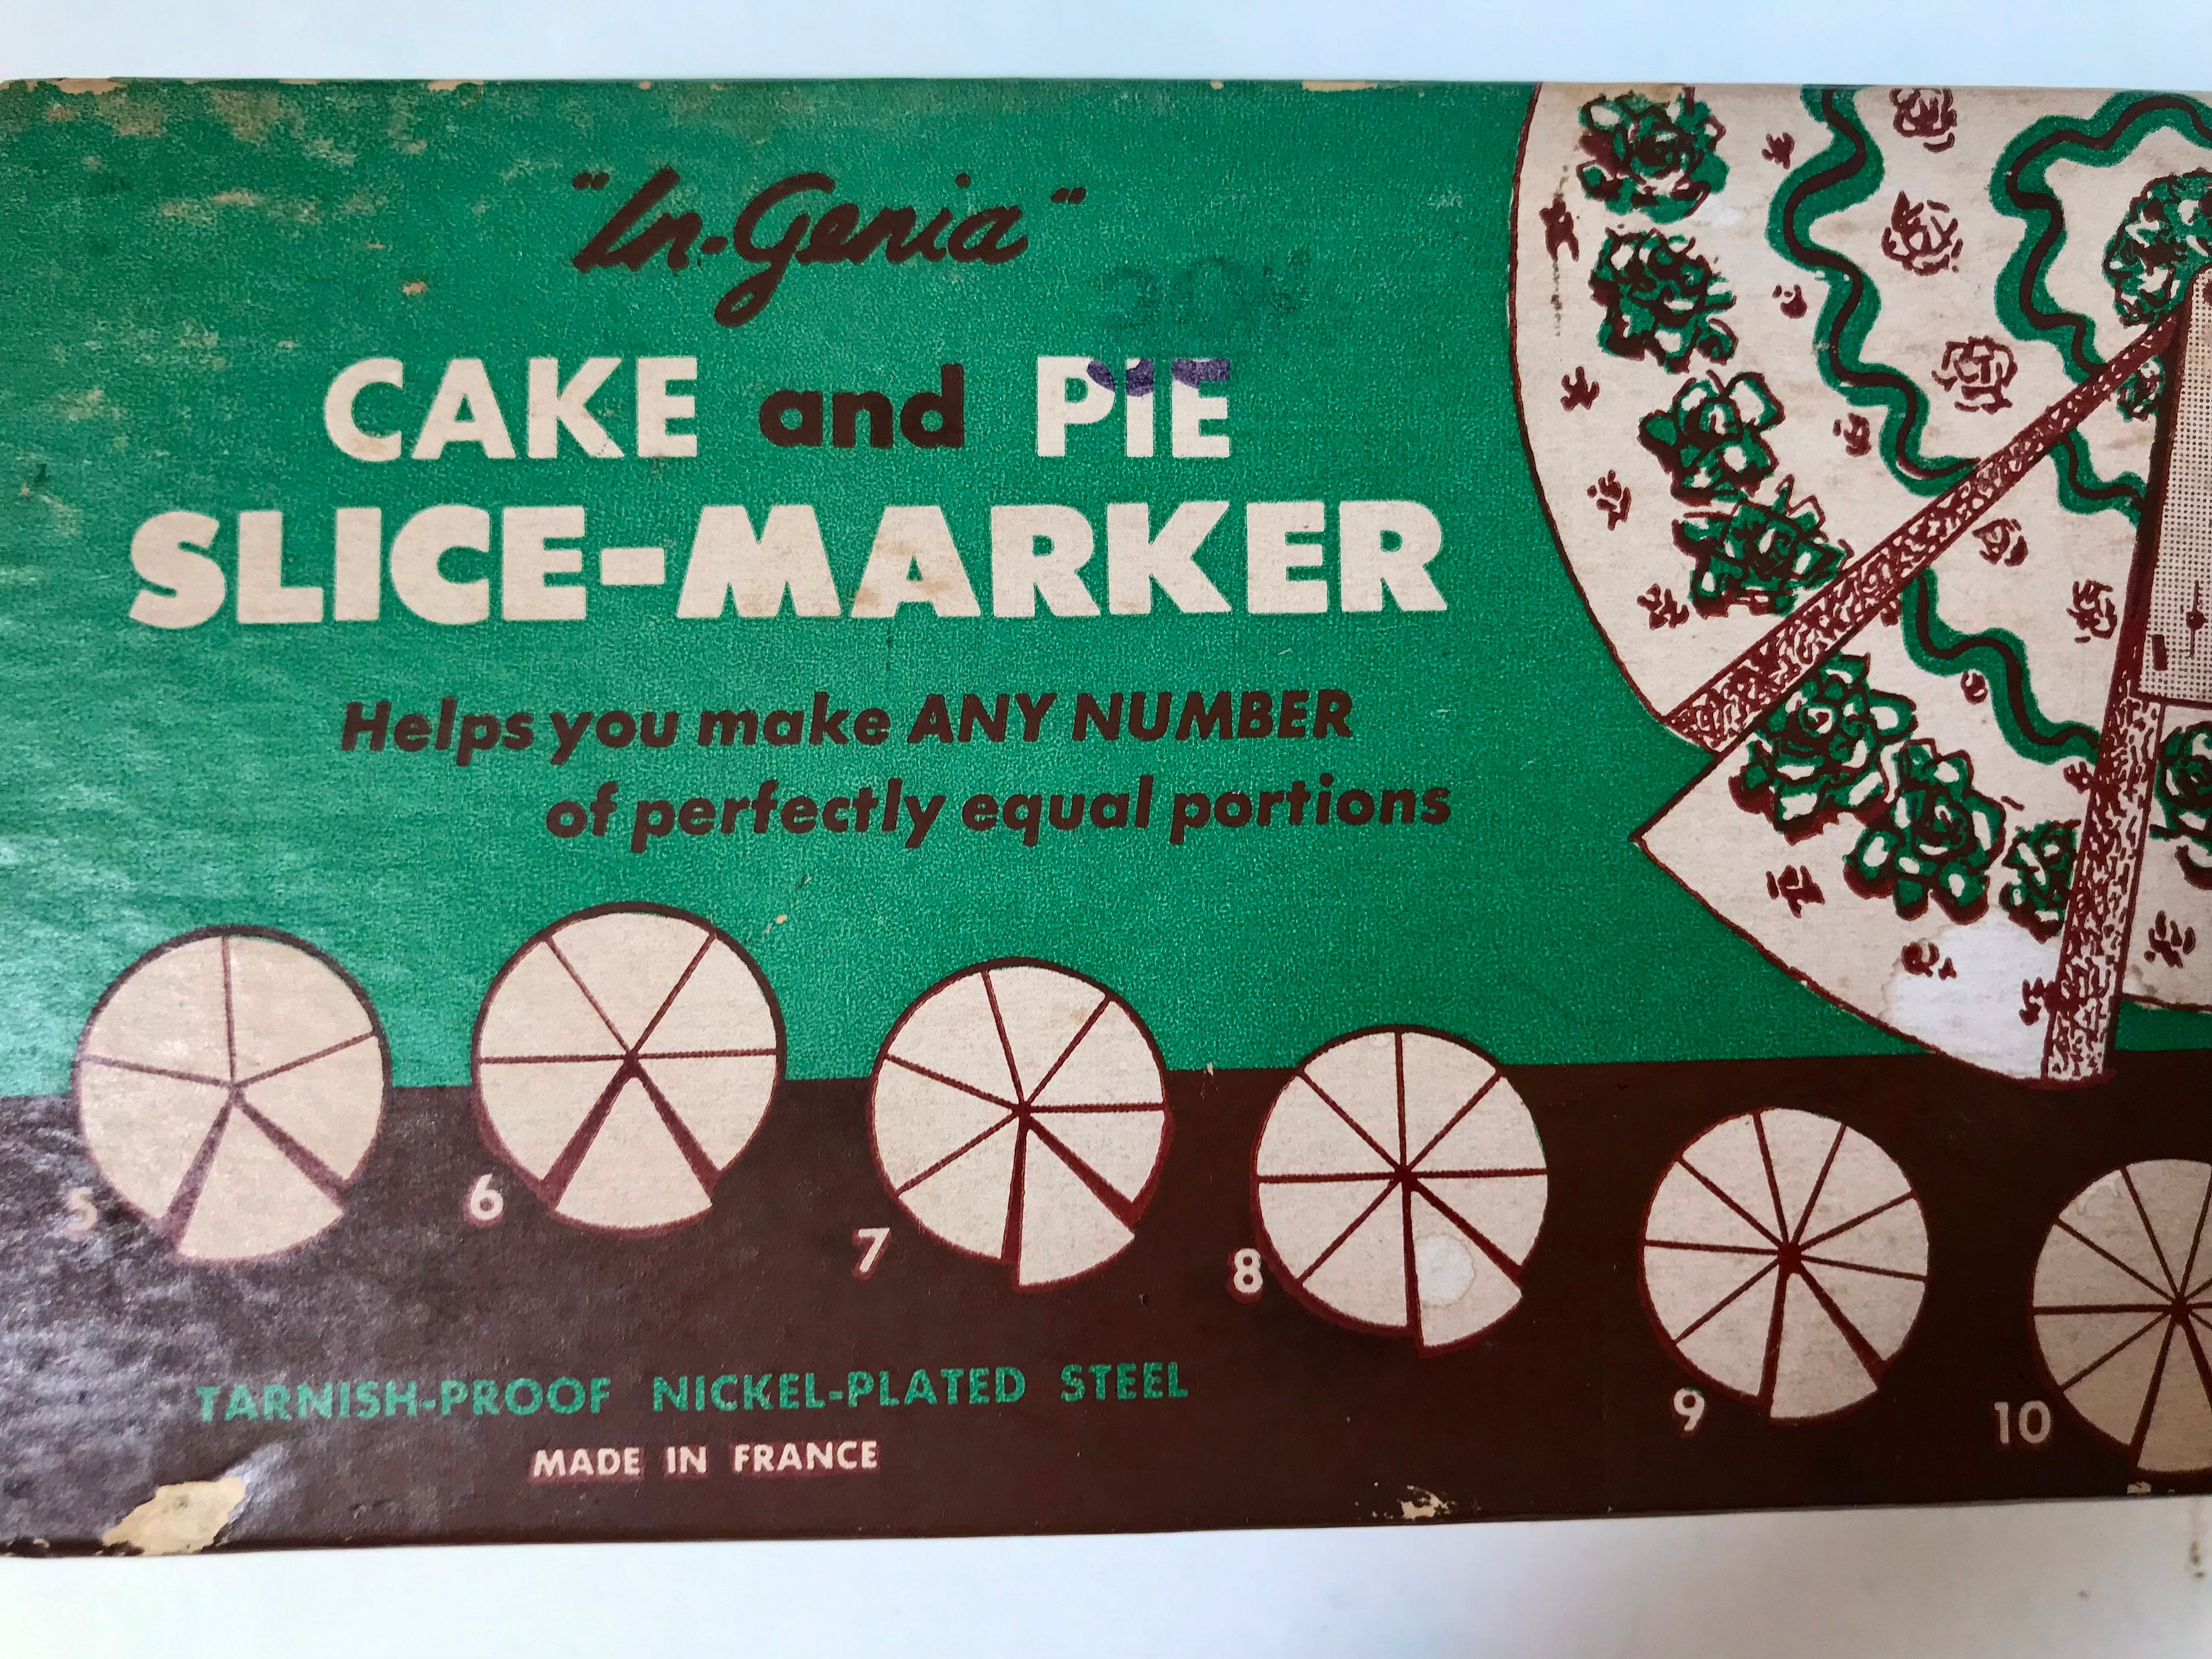 "In-Genia"
CAKE and PIE
SLICE-MARKER
Helps you make ANY NUMBER
of perfectly equal portions
5
6
7
8
9
10
TARNISH-PROOF NICKEL-PLATED STEEL
MADE IN FRANCE